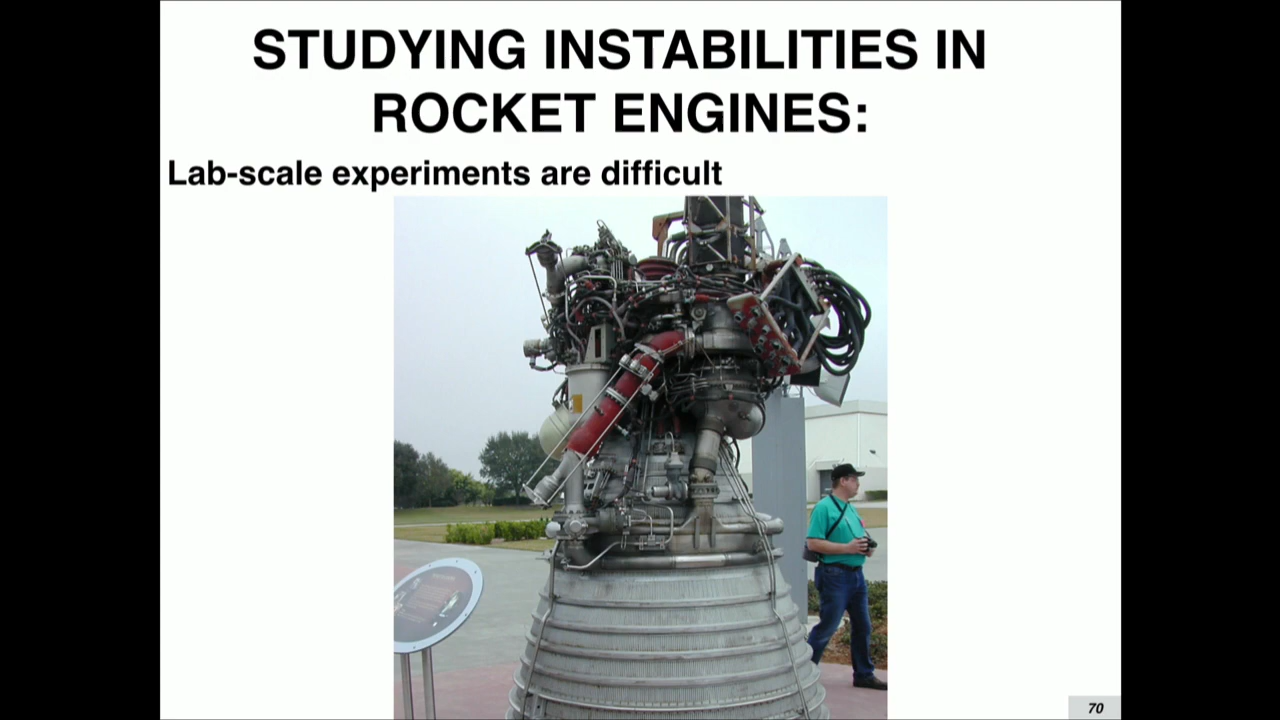 STUDYING INSTABILITIES IN
ROCKET ENGINES:
Lab-scale experiments are difficult
70